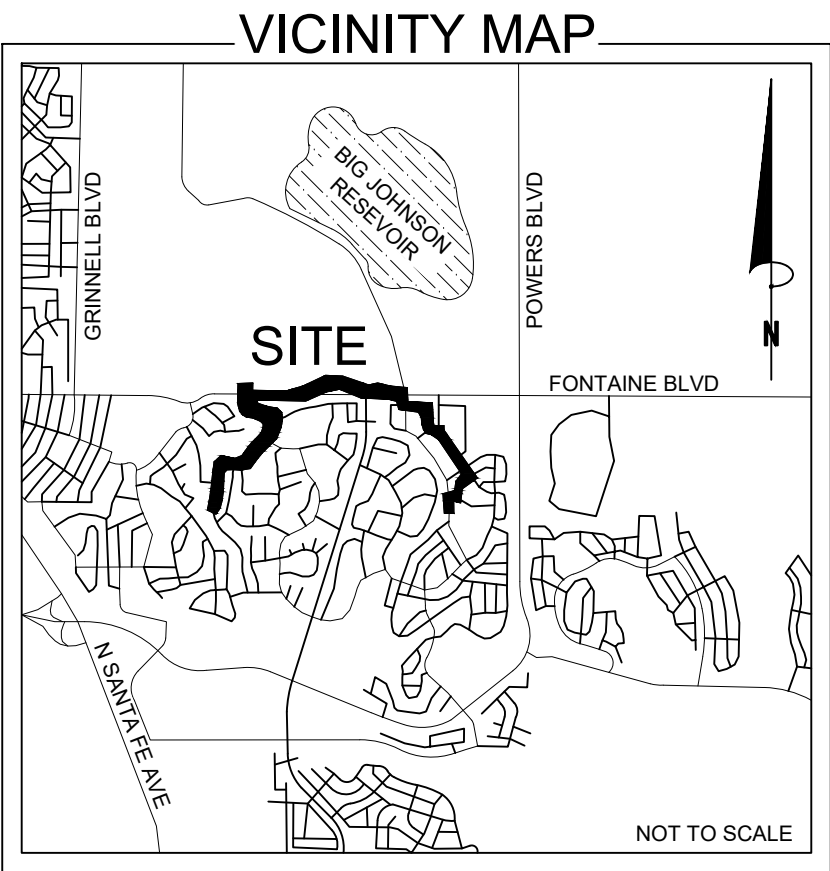 VICINITY MAP
BIG JOHNSON
RESEVOIR
GRINNELL BLVD
POWERS BLVD
N
SITE
FONTAINE BLVD
N SANTA FE AVE
NOT TO SCALE